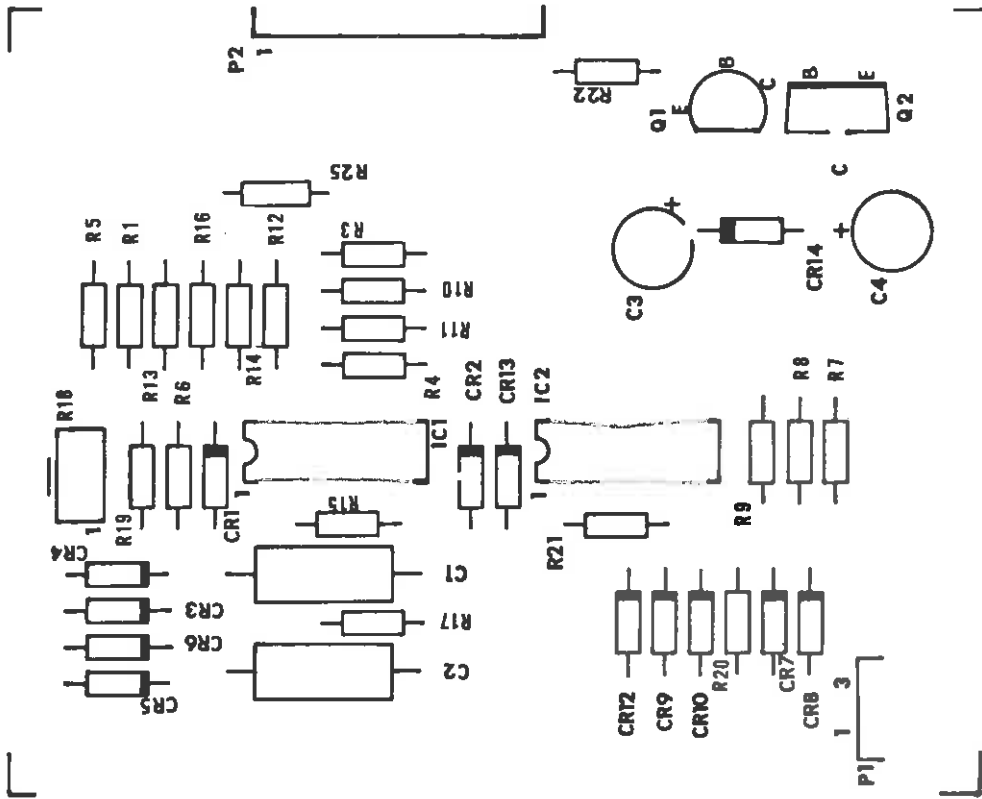 P2
1
R22
Q1
E
B
C
B
E
Q2
C
R25
R5
R1
R16
R12
R3
R10
R11
R4
+
C3
CR14
+
C4
R13
R6
R14
R18
1
R19
CR1
1
IC1
CR2
CR13
IC2
1
R8
R7
R9
R15
R21
CR4
CR3
CR6
CR5
C1
R17
C2
CR12
CR9
CR10
R20
CR7
CR8
3
1
P1